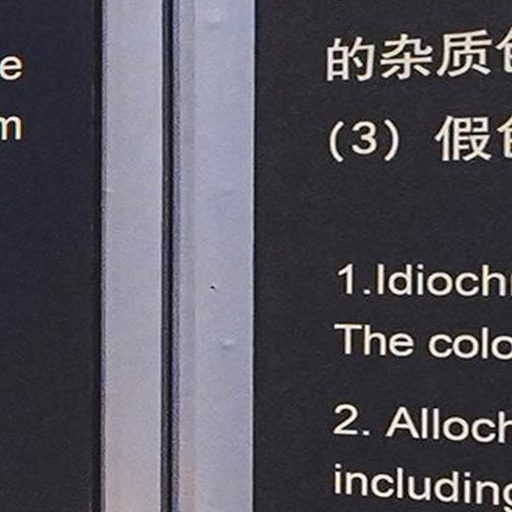 e
m
的杂质
(3) 假
1.Idioch
The colo
2. Alloch
including